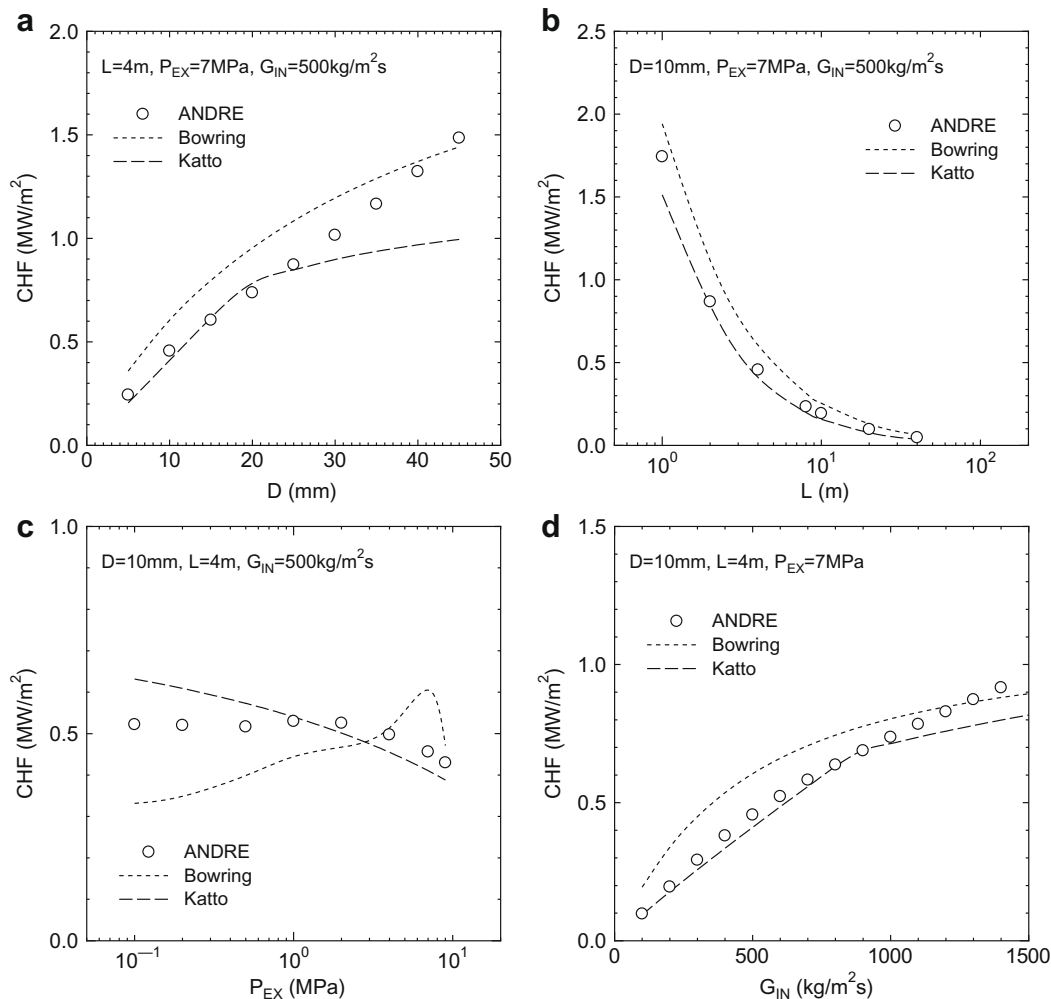 a
2.0
1.5
1.0
0.5
0.0
CHF (MW/m²)
L=4m, P_EX=7MPa, G_IN=500kg/m²s
ANDRE
Bowring
Katto
0 10 20 30 40 50
D (mm)
b
2.5
2.0
1.5
1.0
0.5
0.0
CHF (MW/m²)
D=10mm, P_EX=7MPa, G_IN=500kg/m²s
ANDRE
Bowring
Katto
10⁰ 10¹ 10²
L (m)
c
1.0
0.5
0.0
CHF (MW/m²)
D=10mm, L=4m, G_IN=500kg/m²s
ANDRE
Bowring
Katto
10⁻¹ 10⁰ 10¹
P_EX (MPa)
d
1.5
1.0
0.5
0.0
CHF (MW/m²)
D=10mm, L=4m, P_EX=7MPa
ANDRE
Bowring
Katto
0 500 1000 1500
G_IN (kg/m²s)